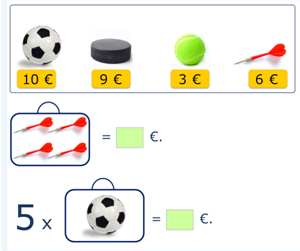 10 € 9 € 3 € 6 €
= €.
5 x = €.